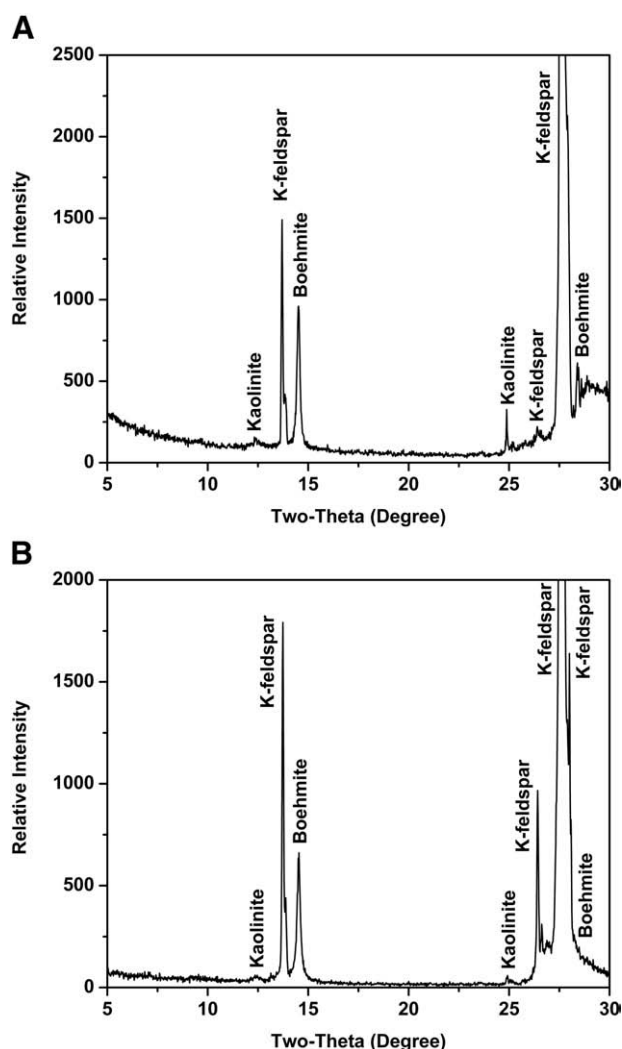 A
2500
2000
1500
1000
500
0
Relative Intensity
K-feldspar
Boehmite
Kaolinite
Kaolinite
K-feldspar
K-feldspar
Boehmite
5 10 15 20 25 30
Two-Theta (Degree)
B
2000
1500
1000
500
0
Relative Intensity
K-feldspar
Boehmite
Kaolinite
K-feldspar
Kaolinite
K-feldspar
K-feldspar
Boehmite
5 10 15 20 25 30
Two-Theta (Degree)